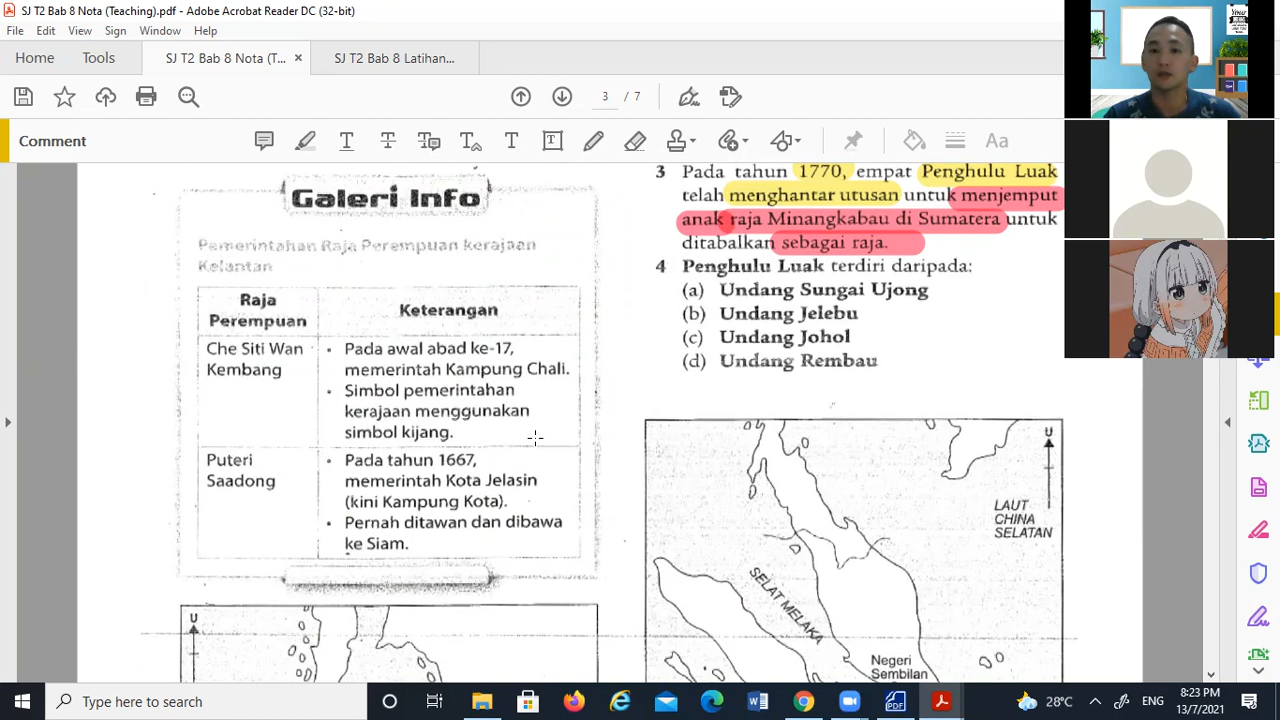 SJ T2 Bab 8 Nota (Teaching).pdf - Adobe Acrobat Reader DC (32-bit)
File Edit View Sign Window Help
Home Tools SJ T2 Bab 8 Nota (T... × SJ T2 Bab 8 Latihan...
3 / 7
Comment
Aa
Galeri Info
Pemerintahan Raja Perempuan kerajaan
Kelantan
Raja
Perempuan
Keterangan
Che Siti Wan
Kembang
• Pada awal abad ke-17,
memerintah Kampung Chali.
• Simbol pemerintahan
kerajaan menggunakan
simbol kijang.
Puteri
Saadong
• Pada tahun 1667,
memerintah Kota Jelasin
(kini Kampung Kota).
• Pernah ditawan dan dibawa
ke Siam.
U
3 Pada tahun 1770, empat Penghulu Luak
telah menghantar utusan untuk menjemput
anak raja Minangkabau di Sumatera untuk
ditabalkan sebagai raja.
4 Penghulu Luak terdiri daripada:
(a) Undang Sungai Ujong
(b) Undang Jelebu
(c) Undang Johol
(d) Undang Rembau
U
LAUT
CHINA
SELATAN
SELAT MELAKA
Negeri
Sembilan
Type here to search
28°C
ENG
8:23 PM
13/7/2021